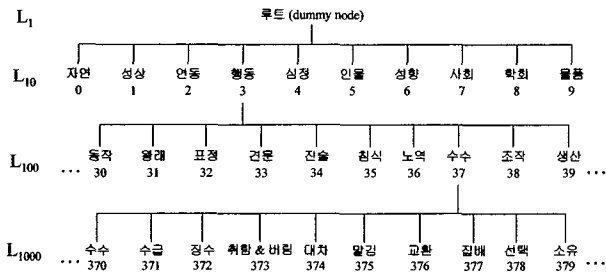 L1 루트 (dummy node)
L10 자연 성상 변동 행동 심정 인물 성향 사회 학회 물품
0 1 2 3 4 5 6 7 8 9
L100 동작 왕래 표정 견문 진술 침식 노역 수수 조작 생산
... 30 31 32 33 34 35 36 37 38 39 ...
L1000 수수 수급 징수 취함 & 버림 대차 맡김 교환 집배 선택 소유
... 370 371 372 373 374 375 376 377 378 379 ...